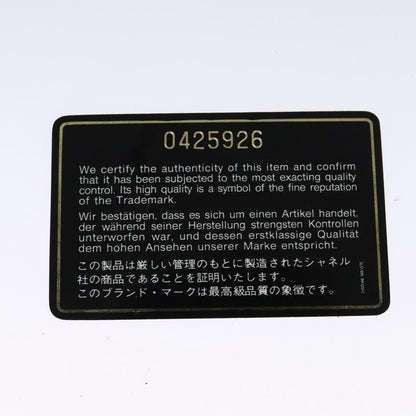 0425926
We certify the authenticity of this item and confirm
that it has been subjected to the most exacting quality
control. Its high quality is a symbol of the fine reputation
of the Trademark.
Wir bestätigen, dass es sich um einen Artikel handelt,
der während seiner Herstellung strengsten Kontrollen
unterworfen war, und dessen erstklassige Qualität
dem hohen Ansehen unserer Marke entspricht.
この製品は厳しい管理のもとに製造されたシャネル
社の商品であることを証明いたします。
このブランド・マークは最高級品質の象徴です。